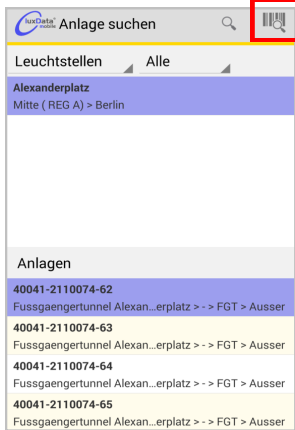 luxData mobile Anlage suchen
Leuchtstellen Alle
Alexanderplatz
Mitte ( REG A) > Berlin
Anlagen
40041-2110074-62
Fussgaengertunnel Alexan...erplatz > - > FGT > Ausser
40041-2110074-63
Fussgaengertunnel Alexan...erplatz > - > FGT > Ausser
40041-2110074-64
Fussgaengertunnel Alexan...erplatz > - > FGT > Ausser
40041-2110074-65
Fussgaengertunnel Alexan...erplatz > - > FGT > Ausser